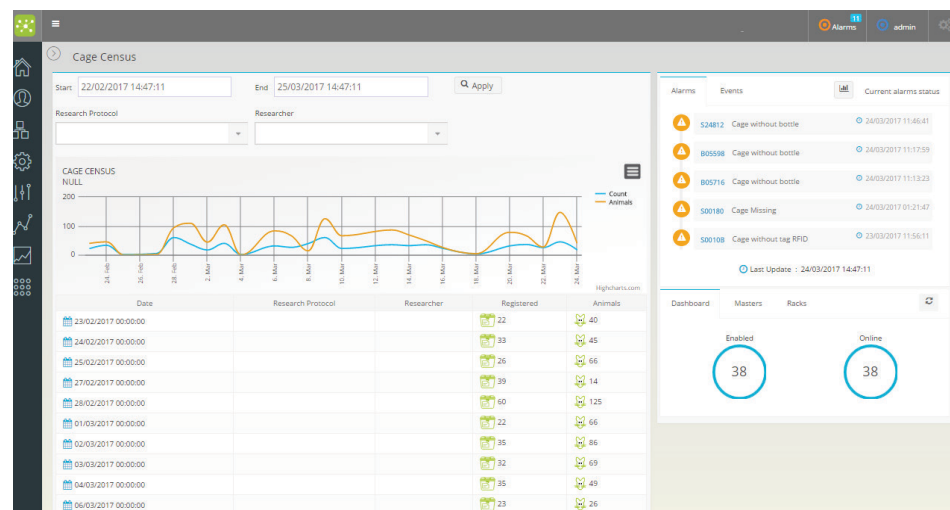 11
Alarms
admin
Cage Census
Start 22/02/2017 14:47:11 End 25/03/2017 14:47:11 Apply
Research Protocol Researcher
CAGE CENSUS
NULL
200
100
0
Count
Animals
24. Feb 26. Feb 28. Feb 2. Mar 4. Mar 6. Mar 8. Mar 10. Mar 12. Mar 14. Mar 16. Mar 18. Mar 20. Mar 22. Mar 24. Mar
Highcharts.com
Date Research Protocol Researcher Registered Animals
23/02/2017 00:00:00 22 40
24/02/2017 00:00:00 33 45
25/02/2017 00:00:00 26 66
27/02/2017 00:00:00 39 14
28/02/2017 00:00:00 60 125
01/03/2017 00:00:00 22 66
02/03/2017 00:00:00 35 86
03/03/2017 00:00:00 32 69
04/03/2017 00:00:00 35 49
06/03/2017 00:00:00 23 26
Alarms Events Current alarms status
S24812 Cage without bottle 24/03/2017 11:46:41
B05598 Cage without bottle 24/03/2017 11:17:59
B05716 Cage without bottle 24/03/2017 11:13:23
S00180 Cage Missing 24/03/2017 01:21:47
S00108 Cage without tag RFID 23/03/2017 11:56:11
Last Update : 24/03/2017 14:47:11
Dashboard Masters Racks
Enabled Online
38 38